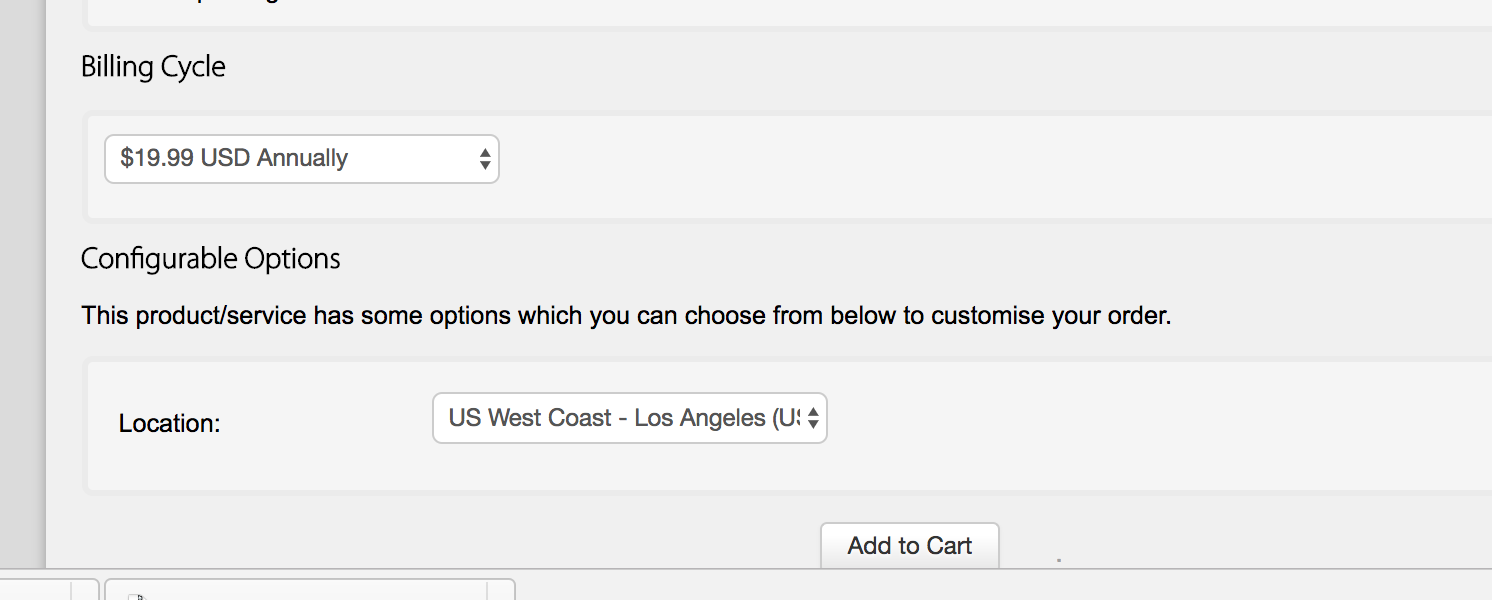 Billing Cycle
$19.99 USD Annually
Configurable Options
This product/service has some options which you can choose from below to customise your order.
Location:
US West Coast - Los Angeles (US
Add to Cart